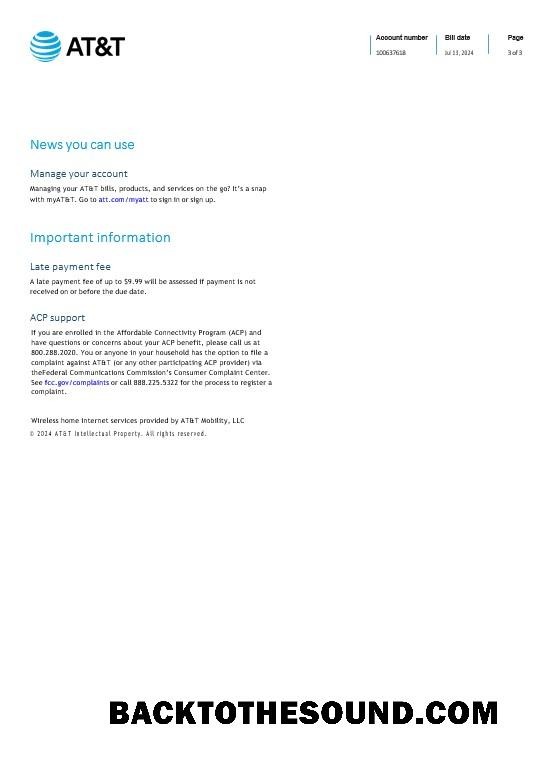 AT&T
Account number Bill date Page
100637618 Jul 13, 2024 3 of 3
News you can use
Manage your account
Managing your AT&T bills, products, and services on the go? It's a snap
with myAT&T. Go to att.com/myatt to sign in or sign up.
Important information
Late payment fee
A late payment fee of up to $9.99 will be assessed if payment is not
received on or before the due date.
ACP support
If you are enrolled in the Affordable Connectivity Program (ACP) and
have questions or concerns about your ACP benefit, please call us at
800.288.2020. You or anyone in your household has the option to file a
complaint against AT&T (or any other participating ACP provider) via
theFederal Communications Commission's Consumer Complaint Center.
See fcc.gov/complaints or call 888.225.5322 for the process to register a
complaint.
Wireless home internet services provided by AT&T Mobility, LLC
© 2024 AT&T Intellectual Property. All rights reserved.
BACKTOTHESOUND.COM